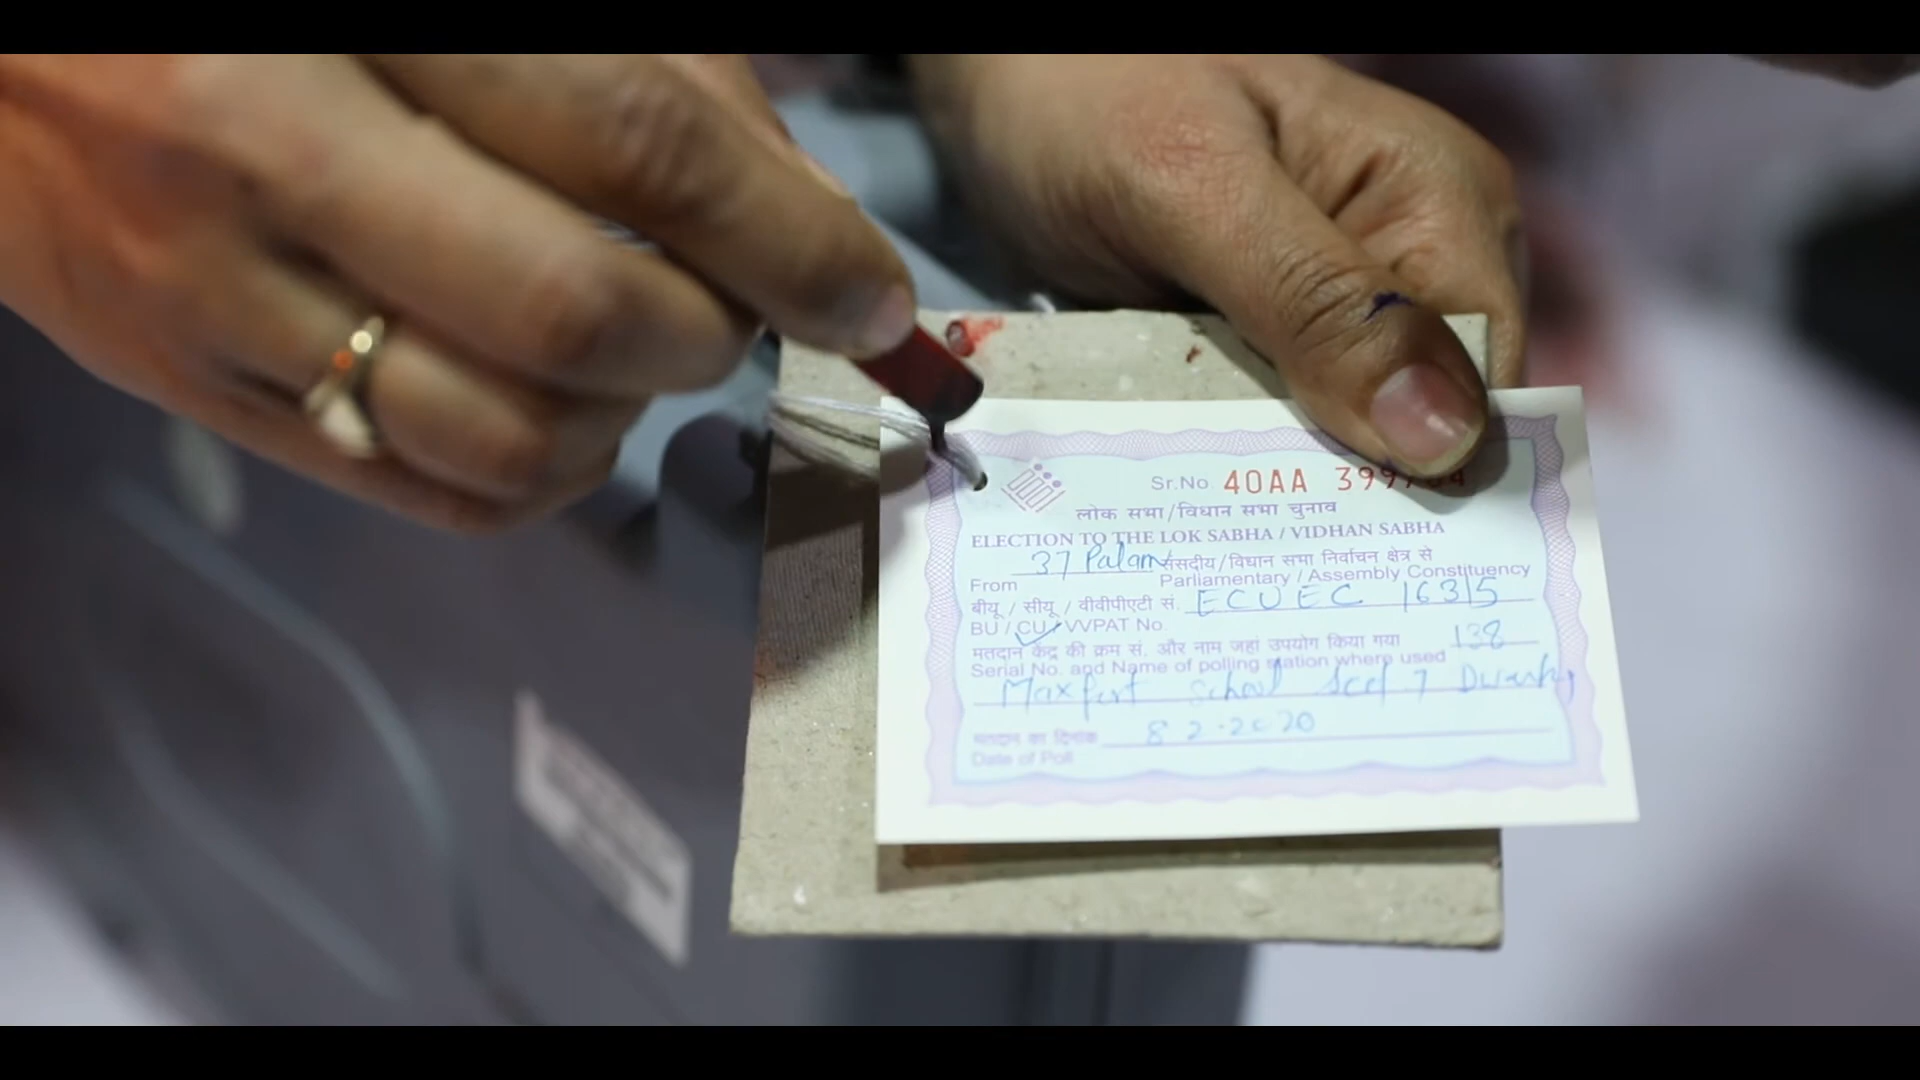 Sr.No. 40AA
लोक सभा/विधान सभा चुनाव
ELECTION TO THE LOK SABHA / VIDHAN SABHA
37 Palam संसदीय/विधान सभा निर्वाचन क्षेत्र से
From Parliamentary / Assembly Constituency
बीयू / सीयू / वीवीपीएटी सं. ECUEC 16315
BU / CU / VVPAT No.
मतदान केंद्र की क्रम सं. और नाम जहां उपयोग किया गया 138
Serial No. and Name of polling station where used
Maxfort School Sect 7
मतदान का दिनांक 8 2-2020
Date of Poll